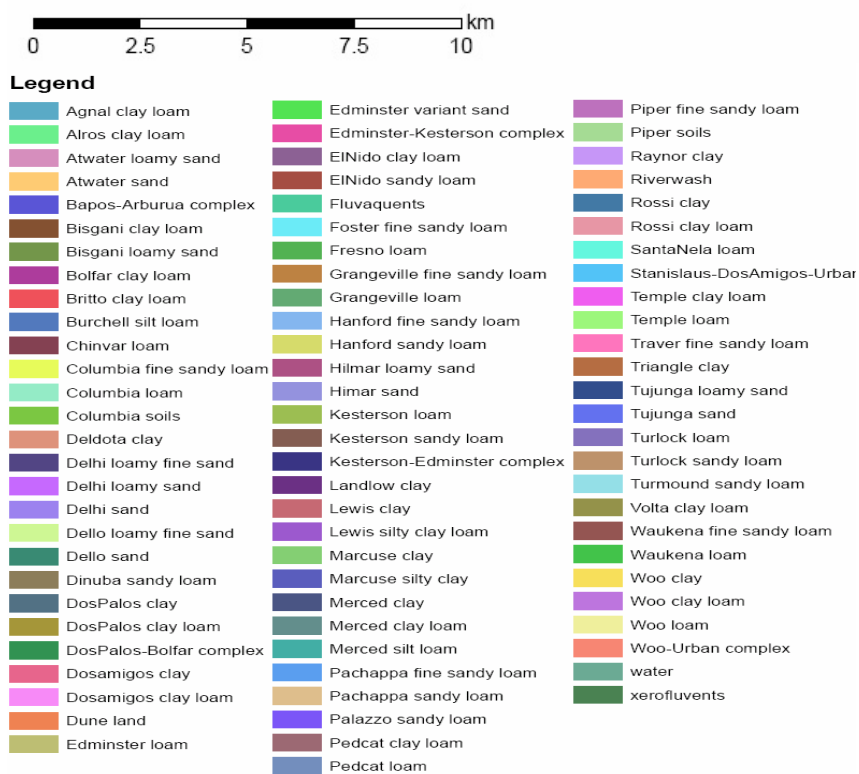 km
0 2.5 5 7.5 10
Legend
Agnal clay loam
Alros clay loam
Atwater loamy sand
Atwater sand
Bapos-Arburua complex
Bisgani clay loam
Bisgani loamy sand
Bolfar clay loam
Britto clay loam
Burchell silt loam
Chinvar loam
Columbia fine sandy loam
Columbia loam
Columbia soils
Deldota clay
Delhi loamy fine sand
Delhi loamy sand
Delhi sand
Dello loamy fine sand
Dello sand
Dinuba sandy loam
DosPalos clay
DosPalos clay loam
DosPalos-Bolfar complex
Dosamigos clay
Dosamigos clay loam
Dune land
Edminster loam
Edminster variant sand
Edminster-Kesterson complex
ElNido clay loam
ElNido sandy loam
Fluvaquents
Foster fine sandy loam
Fresno loam
Grangeville fine sandy loam
Grangeville loam
Hanford fine sandy loam
Hanford sandy loam
Hilmar loamy sand
Himar sand
Kesterson loam
Kesterson sandy loam
Kesterson-Edminster complex
Landlow clay
Lewis clay
Lewis silty clay loam
Marcuse clay
Marcuse silty clay
Merced clay
Merced clay loam
Merced silt loam
Pachappa fine sandy loam
Pachappa sandy loam
Palazzo sandy loam
Pedcat clay loam
Pedcat loam
Piper fine sandy loam
Piper soils
Raynor clay
Riverwash
Rossi clay
Rossi clay loam
SantaNela loam
Stanislaus-DosAmigos-Urban
Temple clay loam
Temple loam
Traver fine sandy loam
Triangle clay
Tujunga loamy sand
Tujunga sand
Turlock loam
Turlock sandy loam
Turmound sandy loam
Volta clay loam
Waukena fine sandy loam
Waukena loam
Woo clay
Woo clay loam
Woo loam
Woo-Urban complex
water
xerofluvents